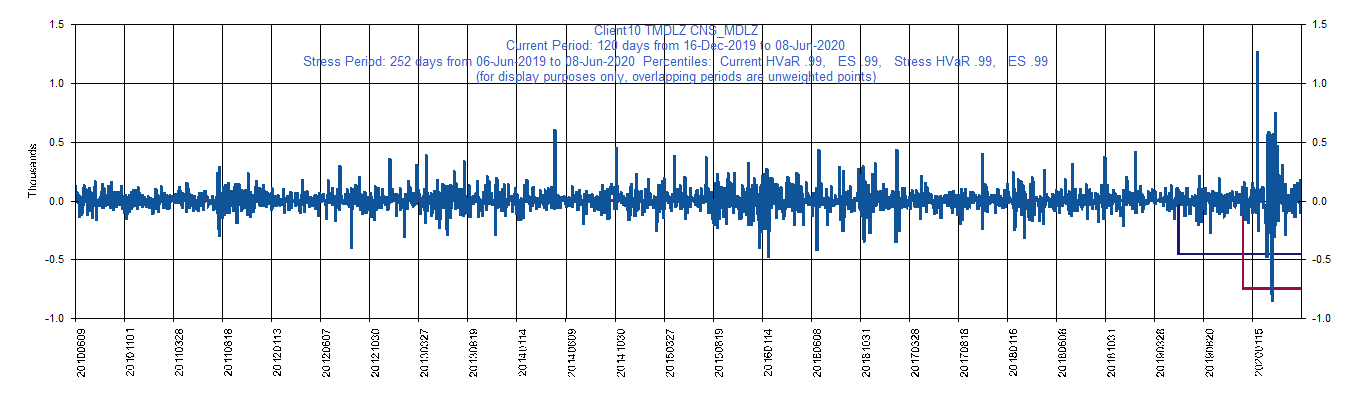 Client10 TMDLZ CNS_MDLZ
Current Period: 120 days from 16-Dec-2019 to 08-Jun-2020
Stress Period: 252 days from 06-Jun-2019 to 08-Jun-2020 Percentiles: Current HVaR .99, ES .99, Stress HVaR .99, ES .99
(for display purposes only, overlapping periods are unweighted points)
1.5 1.5
1.0 1.0
0.5 0.5
Thousands
0.0 0.0
-0.5 -0.5
-1.0 -1.0
20100609 20101101 20110328 20110818 20120113 20120607 20121030 20130327 20130819 20140114 20140609 20141030 20150327 20150819 20160114 20160608 20161031 20170328 20170818 20180116 20180608 20181031 20190328 20190820 20200115